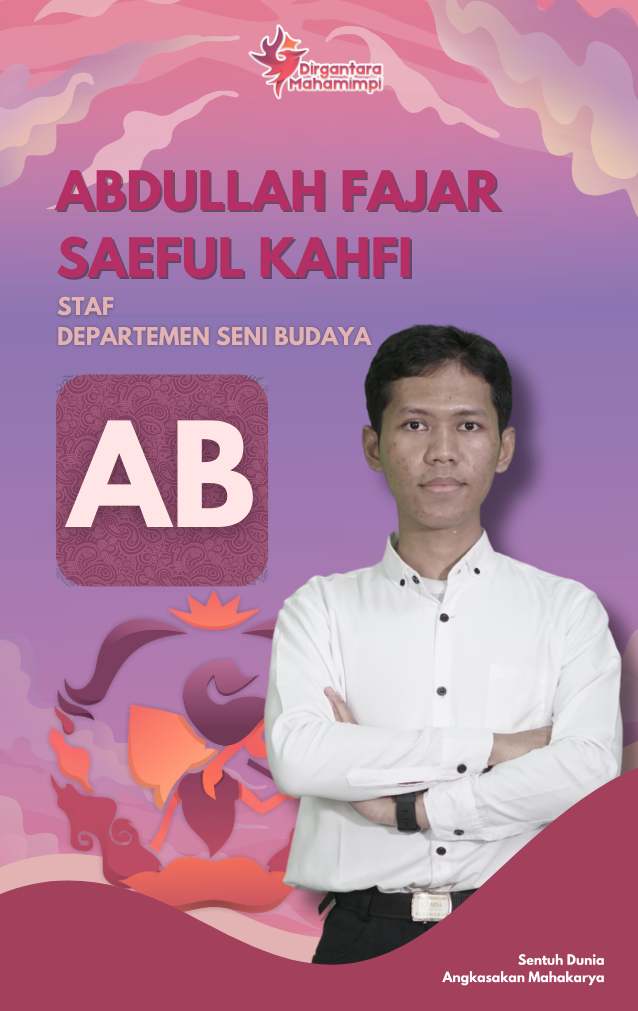 Dirgantara
Mahamimpi
ABDULLAH FAJAR
SAEFUL KAHFI
STAF
DEPARTEMEN SENI BUDAYA
AB
Sentuh Dunia
Angkasakan Mahakarya